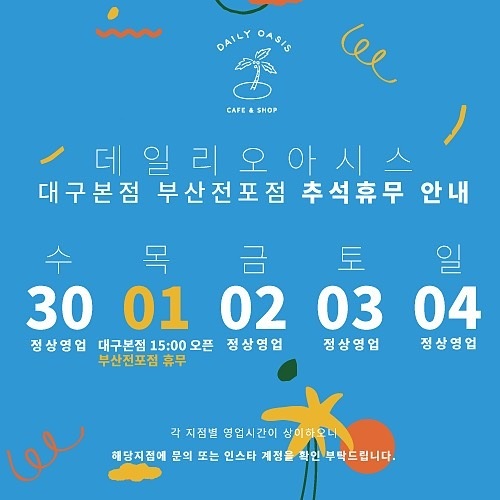 DAILY OASIS
CAFE & SHOP
데일리오아시스
대구본점 부산전포점 추석휴무 안내
수 목 금 토 일
30 01 02 03 04
정상영업 대구본점 15:00 오픈 정상영업 정상영업 정상영업
부산전포점 휴무
각 지점별 영업시간이 상이하오니
해당지점에 문의 또는 인스타 계정을 확인 부탁드립니다.